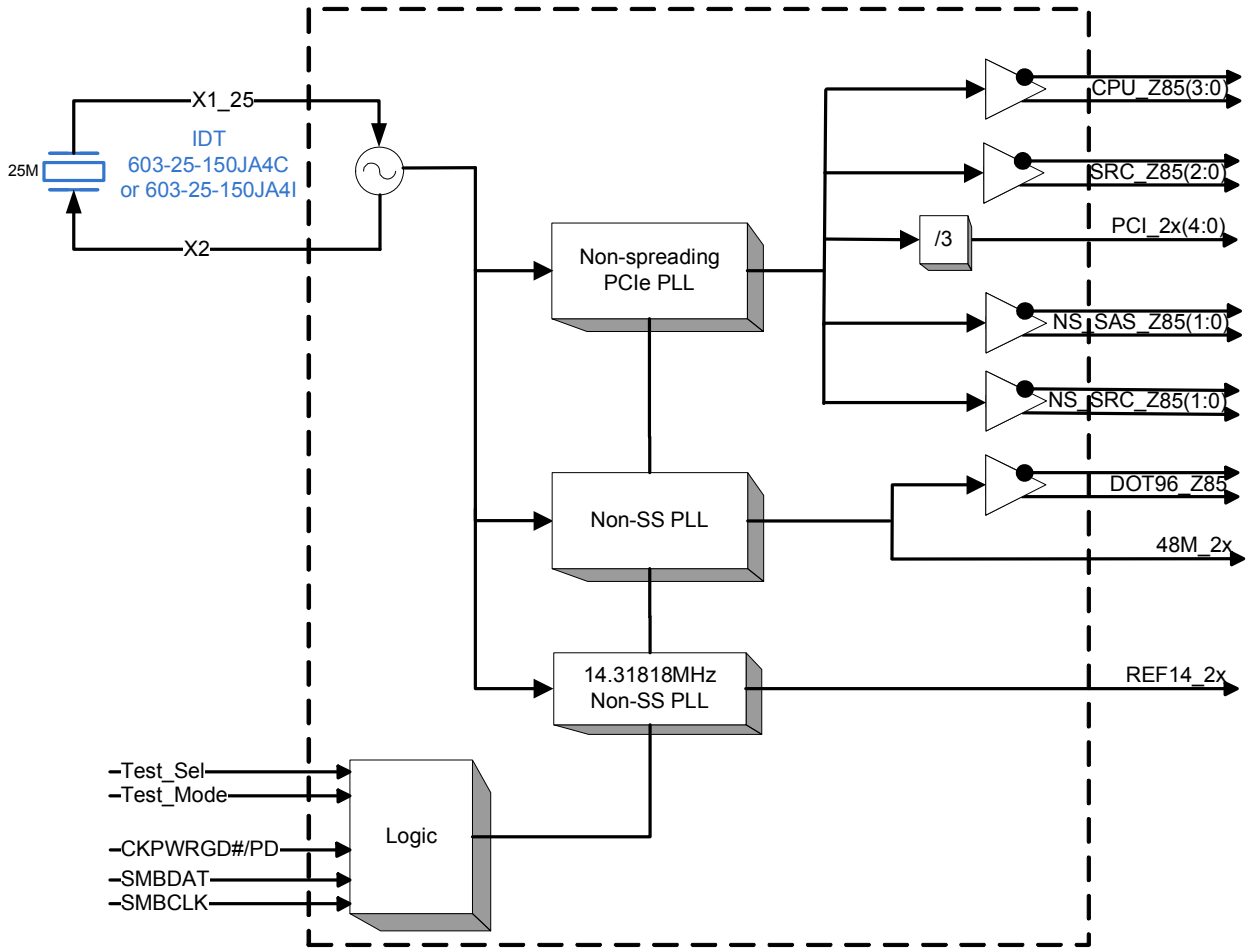 X1_25
IDT
603-25-150JA4C
or 603-25-150JA4I
25M
X2
Non-spreading
PCIe PLL
/3
CPU_Z85(3:0)
SRC_Z85(2:0)
PCI_2x(4:0)
NS_SAS_Z85(1:0)
NS_SRC_Z85(1:0)
Non-SS PLL
DOT96_Z85
48M_2x
14.31818MHz
Non-SS PLL
REF14_2x
Test_Sel
Test_Mode
CKPWRGD#/PD
SMBDAT
SMBCLK
Logic